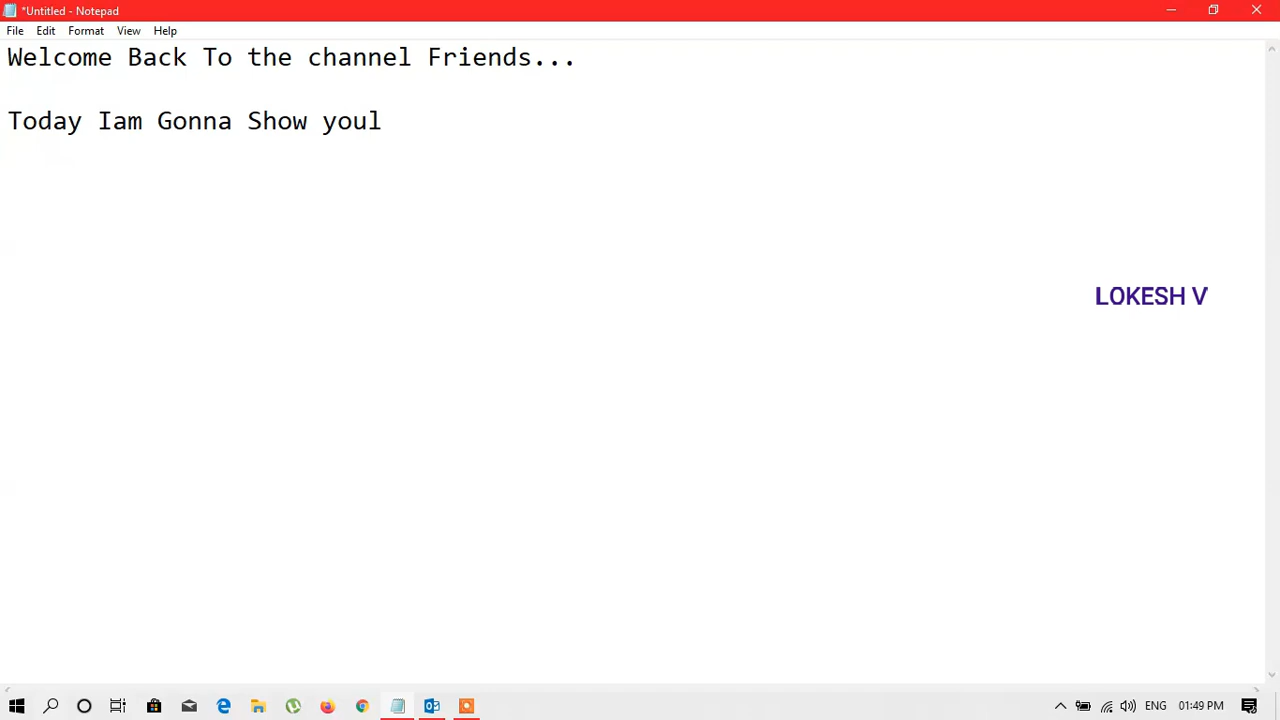 *Untitled - Notepad
File Edit Format View Help
Welcome Back To the channel Friends...
Today Iam Gonna Show youl
LOKESH V
ENG 01:49 PM